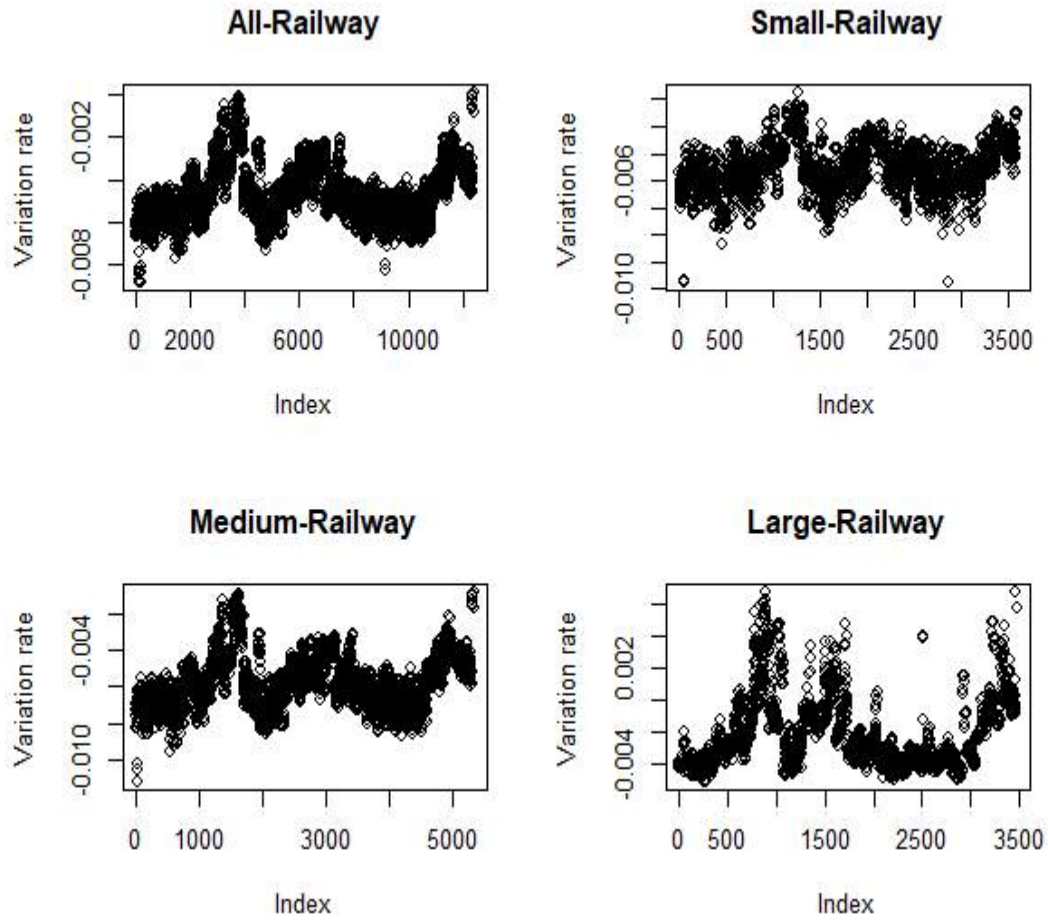 All-Railway
Variation rate
-0.002
-0.008
0 2000 6000 10000
Index
Small-Railway
Variation rate
-0.006
-0.010
0 500 1500 2500 3500
Index
Medium-Railway
Variation rate
-0.004
-0.010
0 1000 3000 5000
Index
Large-Railway
Variation rate
0.002
-0.004
0 500 1500 2500 3500
Index